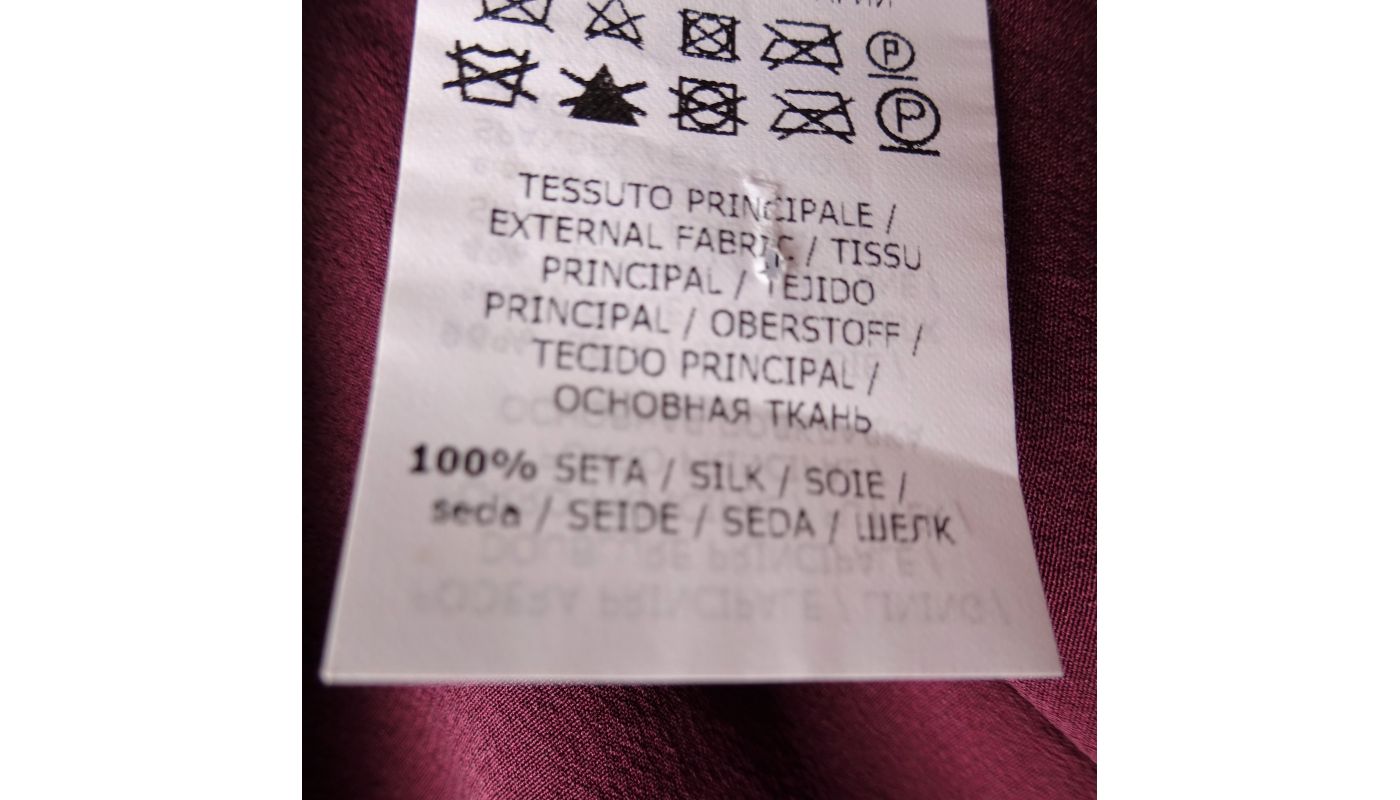 P
P
TESSUTO PRINCIPALE /
EXTERNAL FABRIC / TISSU
PRINCIPAL / TEJIDO
PRINCIPAL / OBERSTOFF /
TECIDO PRINCIPAL /
ОСНОВНАЯ ТКАНЬ
100% SETA / SILK / SOIE /
seda / SEIDE / SEDA / ШЕЛК